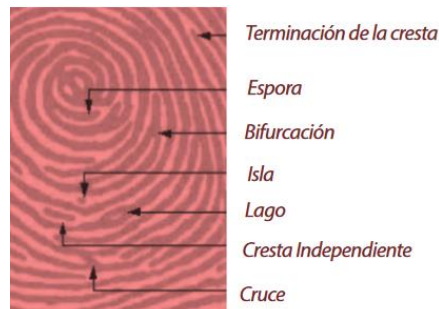 Terminación de la cresta
Espora
Bifurcación
Isla
Lago
Cresta Independiente
Cruce